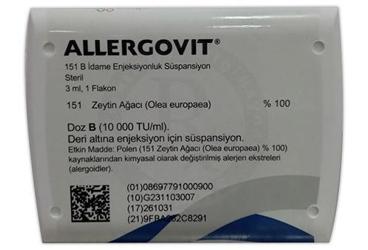 ALLERGOVIT®
151 B İdame Enjeksiyonluk Süspansiyon
Steril
3 ml, 1 Flakon
151 Zeytin Ağacı (Olea europaea) % 100
Doz B (10 000 TU/ml).
Deri altına enjeksiyon için süspansiyon.
Etkin Madde: Polen (151 Zeytin Ağacı (Olea europaea) % 100)
kaynaklarından kimyasal olarak değiştirilmiş alerjen ekstreleri
(alergoidler).
(01)08697791000900
(10)G231103007
(17)261031